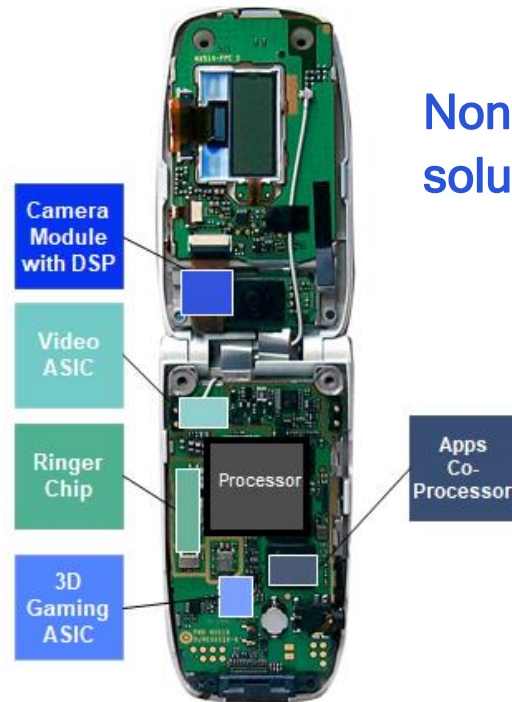 Non
solu
Camera
Module
with DSP
Video
ASIC
Ringer
Chip
3D
Gaming
ASIC
Processor
Apps
Co-
Processor